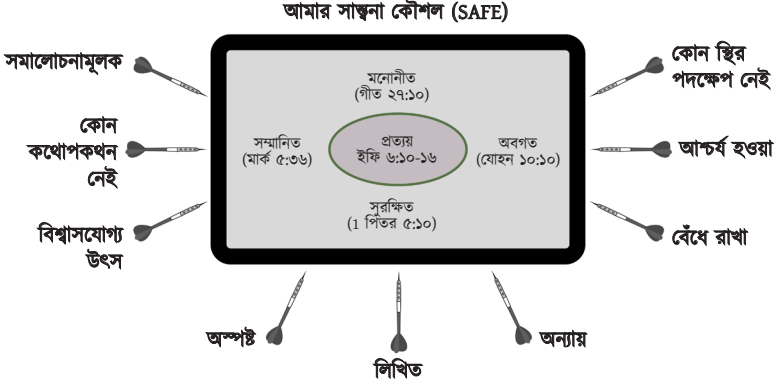 আমার সান্ত্বনা কৌশল (SAFE)
সমালোচনামূলক
কোন
কথোপকথন
নেই
বিশ্বাসযোগ্য
উৎস
মনোনীত
(গীত ২৭:১০)
সম্মানিত
(মার্ক ৫:৩৬)
প্রত্যয়
ইফি ৬:১০-১৬
অবগত
(যোহন ১০:১০)
সুরক্ষিত
(1 পিতর ৫:১০)
কোন স্থির
পদক্ষেপ নেই
আশ্চর্য হওয়া
বেঁধে রাখা
অস্পষ্ট
লিখিত
অন্যায়